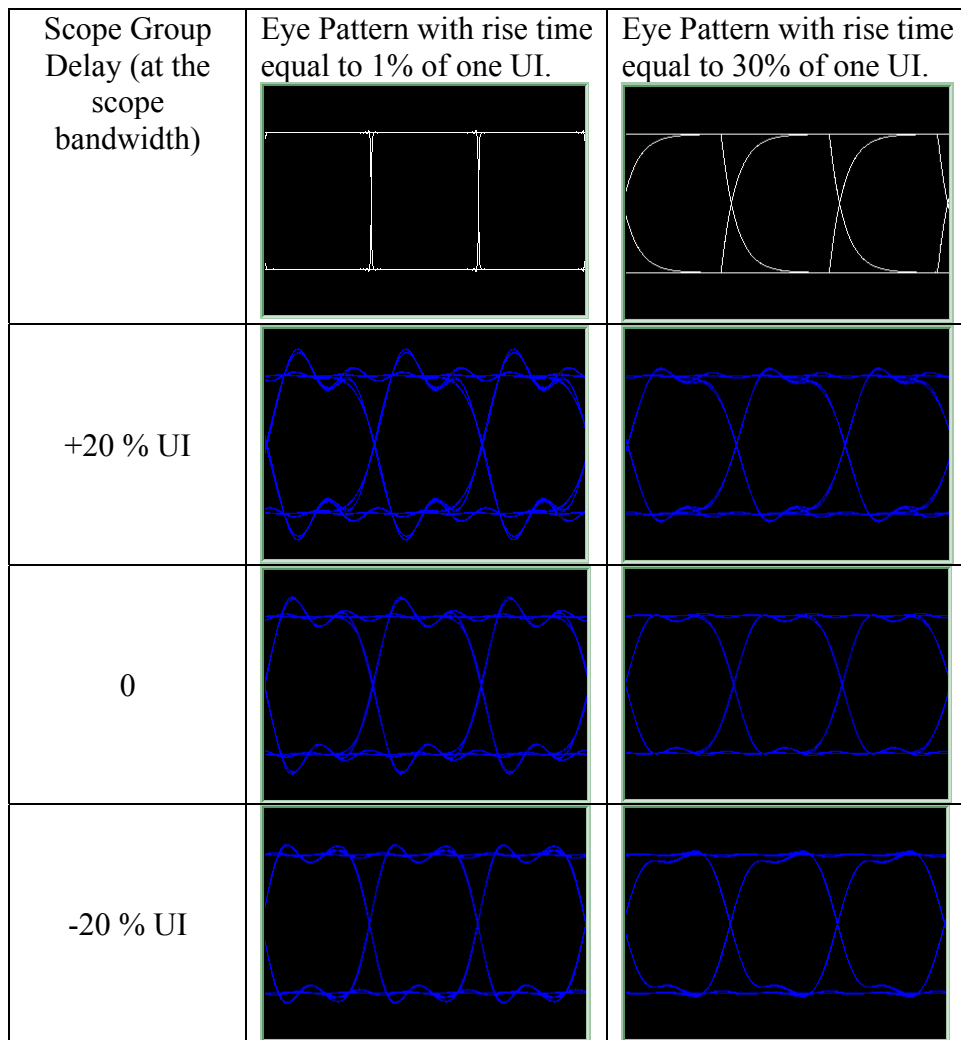 Scope Group
Delay (at the
scope
bandwidth)
Eye Pattern with rise time
equal to 1% of one UI.
Eye Pattern with rise time
equal to 30% of one UI.
+20 % UI
0
-20 % UI